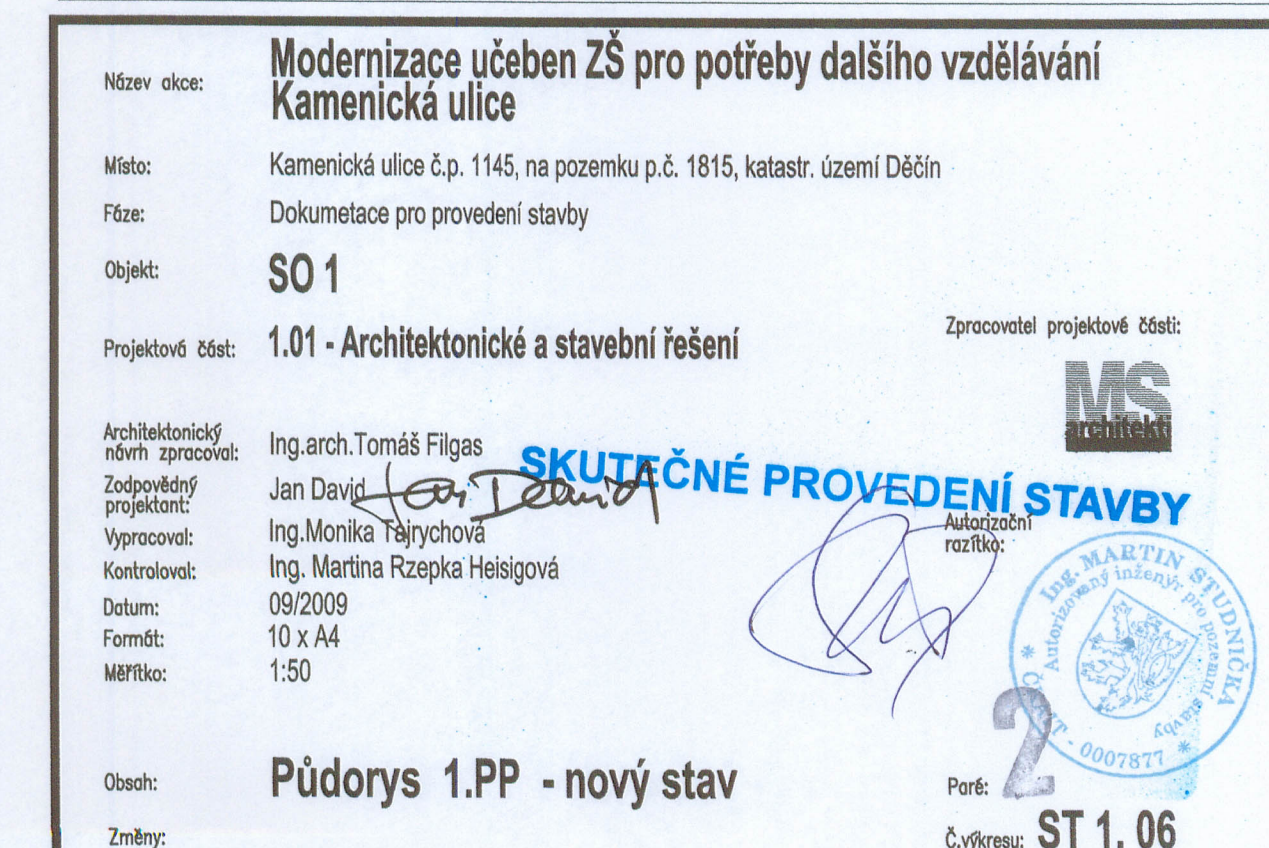 Název akce: Modernizace učeben ZŠ pro potřeby dalšího vzdělávání
Kamenická ulice
Místo: Kamenická ulice č.p. 1145, na pozemku p.č. 1815, katastr. území Děčín
Fáze: Dokumetace pro provedení stavby
Objekt: SO 1
Projektová část: 1.01 - Architektonické a stavební řešení
Zpracovatel projektové části:
MŠ
architekti
Architektonický
návrh zpracoval: Ing.arch.Tomáš Filgas
SKUTEČNÉ PROVEDENÍ STAVBY
Zodpovědný
projektant: Jan David
Jan David
Vypracoval: Ing.Monika Tajrychová
Kontroloval: Ing. Martina Rzepka Heisigová
Datum: 09/2009
Formát: 10 x A4
Měřítko: 1:50
Autorizační
razítko:
Ing. MARTIN STUDNIČKA
Autorizovaný inženýr pro pozemní stavby
* ČKAIT - 0007877 *
Obsah: Půdorys 1.PP - nový stav
Paré: 2
Změny:
Č.výkresu: ST 1. 06